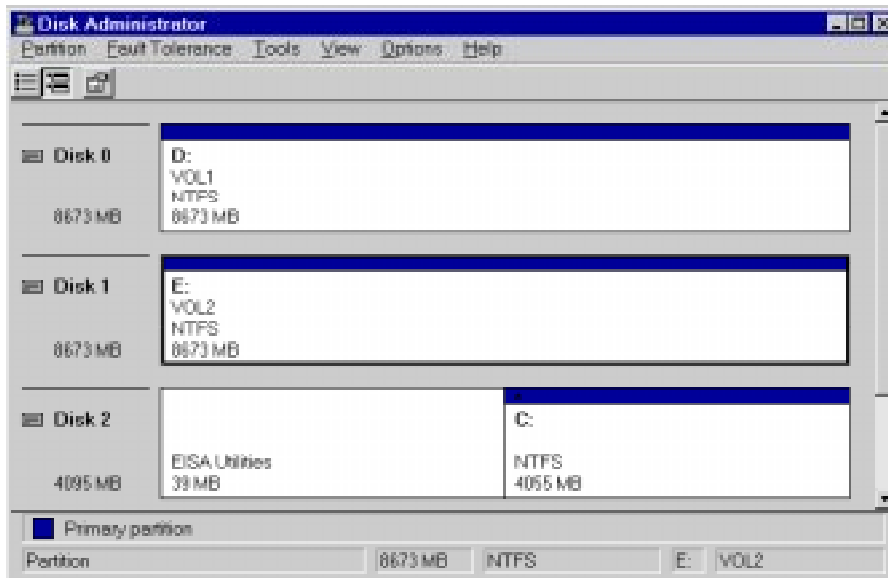 Disk Administrator
Partition Fault Tolerance Tools View Options Help
Disk 0
8673 MB
D:
VOL1
NTFS
8673 MB
Disk 1
8673 MB
E:
VOL2
NTFS
8673 MB
Disk 2
4095 MB
EISA Utilities
39 MB
C:
NTFS
4055 MB
Primary partition
Partition 8673 MB NTFS E: VOL2